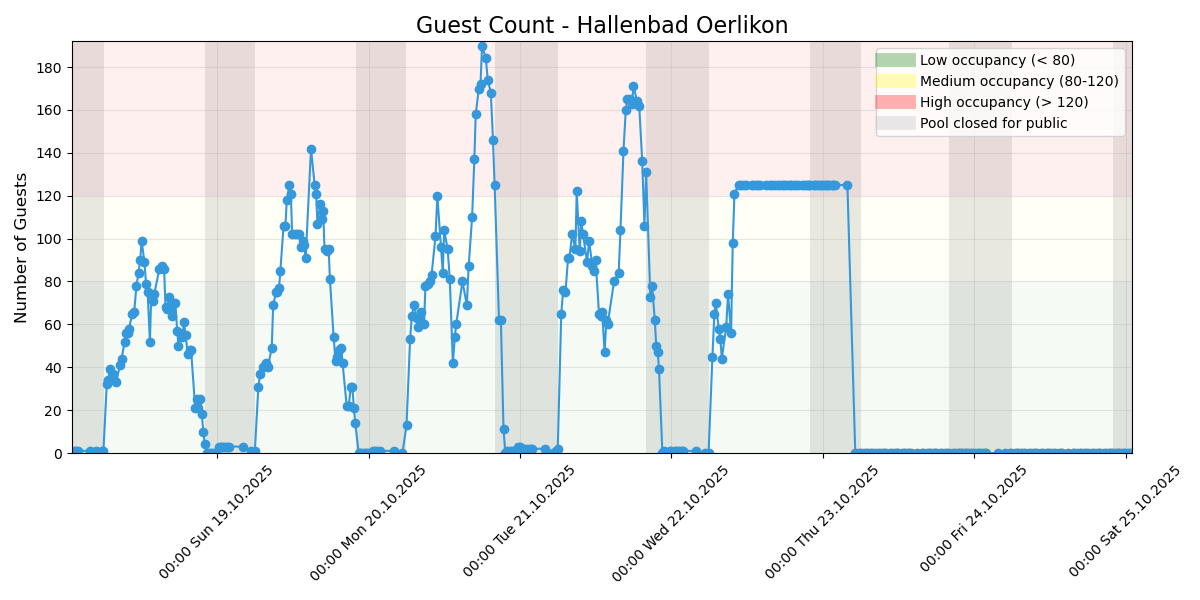 Guest Count - Hallenbad Oerlikon
Low occupancy (< 80)
Medium occupancy (80-120)
High occupancy (> 120)
Pool closed for public
Number of Guests
180
160
140
120
100
80
60
40
20
0
00:00 Sun 19.10.2025
00:00 Mon 20.10.2025
00:00 Tue 21.10.2025
00:00 Wed 22.10.2025
00:00 Thu 23.10.2025
00:00 Fri 24.10.2025
00:00 Sat 25.10.2025